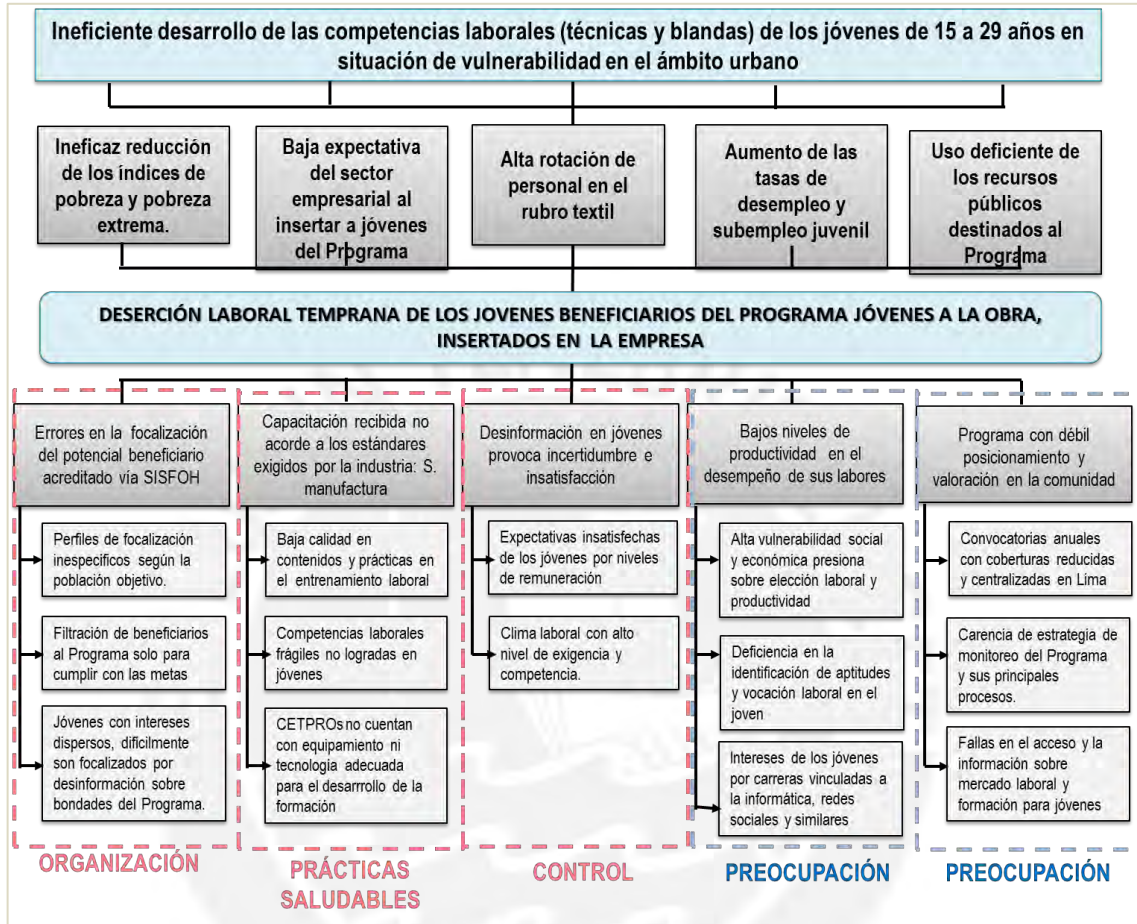 Ineficiente desarrollo de las competencias laborales (técnicas y blandas) de los jóvenes de 15 a 29 años en
situación de vulnerabilidad en el ámbito urbano
Ineficaz reducción
de los índices de
pobreza y pobreza
extrema.
Baja expectativa
del sector
empresarial al
insertar a jóvenes
del Programa
Alta rotación de
personal en el
rubro textil
Aumento de las
tasas de
desempleo y
subempleo juvenil
Uso deficiente de
los recursos
públicos
destinados al
Programa
DESERCIÓN LABORAL TEMPRANA DE LOS JOVENES BENEFICIARIOS DEL PROGRAMA JÓVENES A LA OBRA,
INSERTADOS EN LA EMPRESA
Errores en la focalización
del potencial beneficiario
acreditado vía SISFOH
Perfiles de focalización
inespecíficos según la
población objetivo.
Filtración de beneficiarios
al Programa solo para
cumplir con las metas
Jóvenes con intereses
dispersos, difícilmente
son focalizados por
desinformación sobre
bondades del Programa.
ORGANIZACIÓN
Capacitación recibida no
acorde a los estándares
exigidos por la industria: S.
manufactura
Baja calidad en
contenidos y prácticas en
el entrenamiento laboral
Competencias laborales
frágiles no logradas en
jóvenes
CETPROs no cuentan
con equipamiento ni
tecnología adecuada
para el desarrrollo de la
formación
PRÁCTICAS
SALUDABLES
Desinformación en jóvenes
provoca incertidumbre e
insatisfacción
Expectativas insatisfechas
de los jóvenes por niveles
de remuneración
Clima laboral con alto
nivel de exigencia y
competencia.
CONTROL
Bajos niveles de
productividad en el
desempeño de sus labores
Alta vulnerabilidad social
y económica presiona
sobre elección laboral y
productividad
Deficiencia en la
identificación de aptitudes
y vocación laboral en el
joven
Intereses de los jóvenes
por carreras vinculadas a
la informática, redes
sociales y similares
PREOCUPACIÓN
Programa con débil
posicionamiento y
valoración en la comunidad
Convocatorias anuales
con coberturas reducidas
y centralizadas en Lima
Carencia de estrategia de
monitoreo del Programa
y sus principales
procesos.
Fallas en el acceso y la
información sobre
mercado laboral y
formación para jóvenes
PREOCUPACIÓN